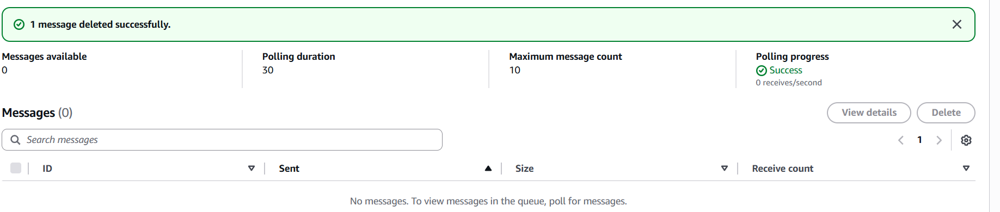 1 message deleted successfully.
Messages available
0
Polling duration
30
Maximum message count
10
Polling progress
Success
0 receives/second
Messages (0)
View details
Delete
Search messages
1
ID
Sent
Size
Receive count
No messages. To view messages in the queue, poll for messages.